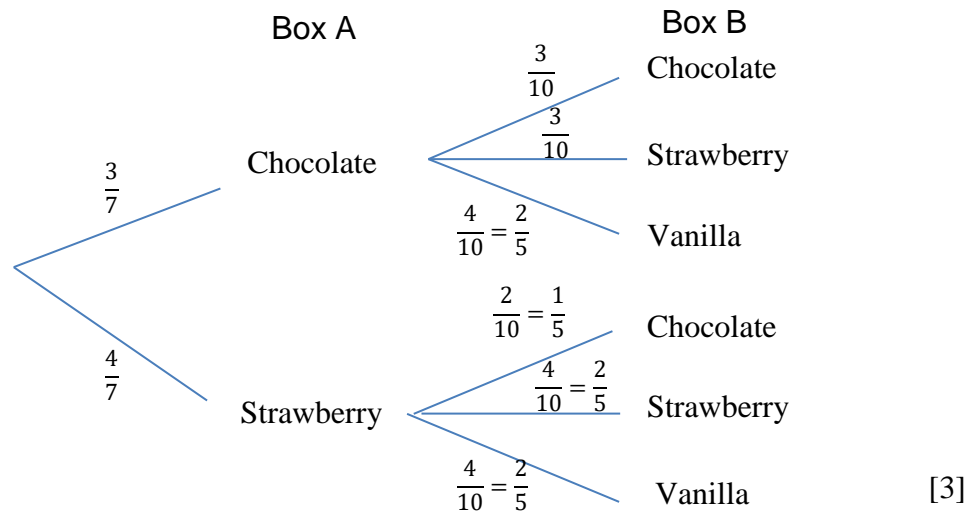 Box A
Box B
3/10
Chocolate
3/10
Strawberry
3/7
Chocolate
4/10 = 2/5
Vanilla
2/10 = 1/5
Chocolate
4/7
4/10 = 2/5
Strawberry
Strawberry
4/10 = 2/5
Vanilla
[3]